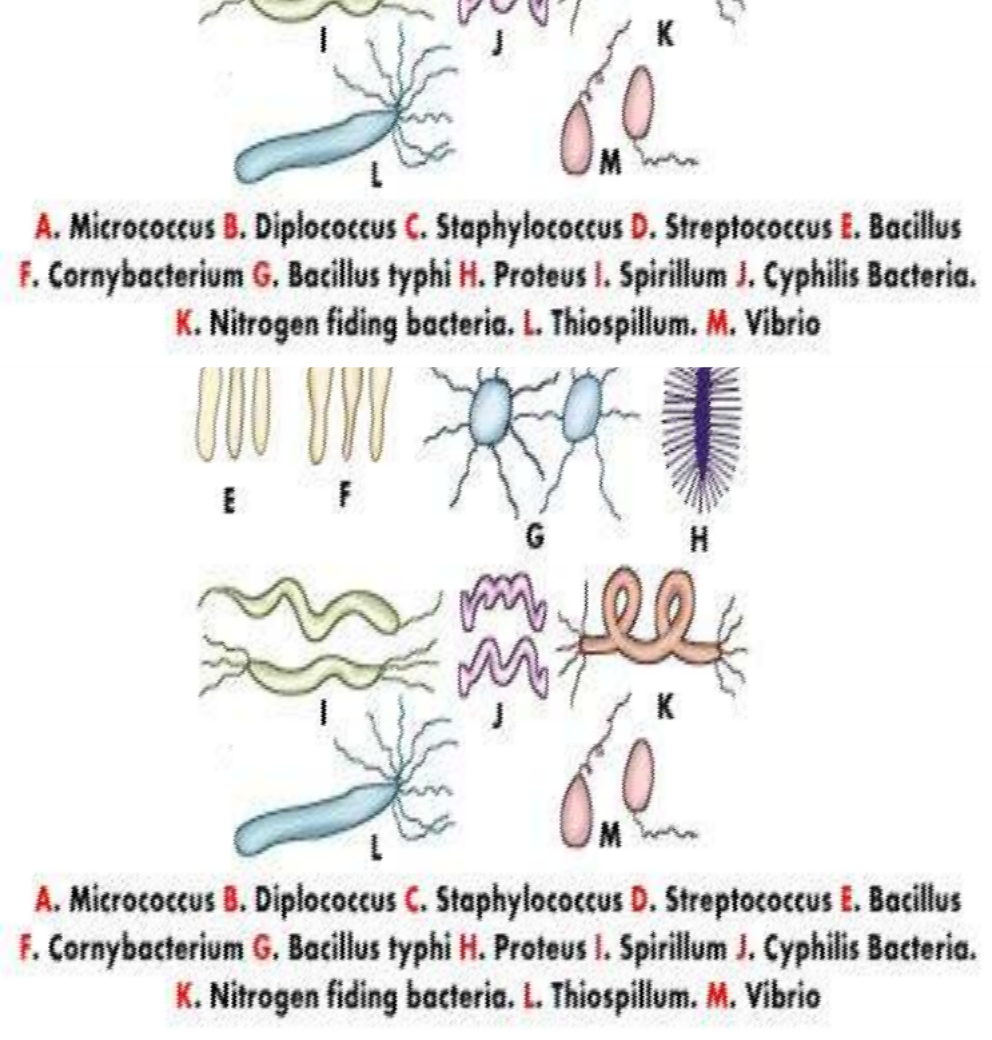 I J K
L M
A. Micrococcus B. Diplococcus C. Staphylococcus D. Streptococcus E. Bacillus
F. Cornybacterium G. Bacillus typhi H. Proteus I. Spirillum J. Cyphilis Bacteria.
K. Nitrogen fiding bacteria. L. Thiospillum. M. Vibrio
E F G H
I J K
L M
A. Micrococcus B. Diplococcus C. Staphylococcus D. Streptococcus E. Bacillus
F. Cornybacterium G. Bacillus typhi H. Proteus I. Spirillum J. Cyphilis Bacteria.
K. Nitrogen fiding bacteria. L. Thiospillum. M. Vibrio